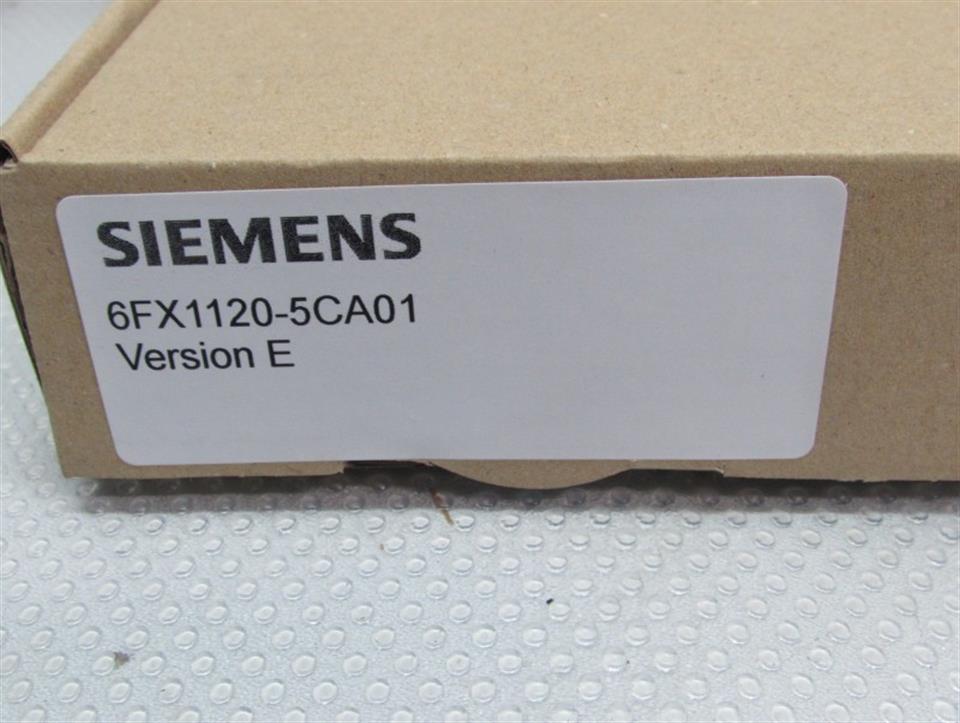 SIEMENS
6FX1120-5CA01
Version E